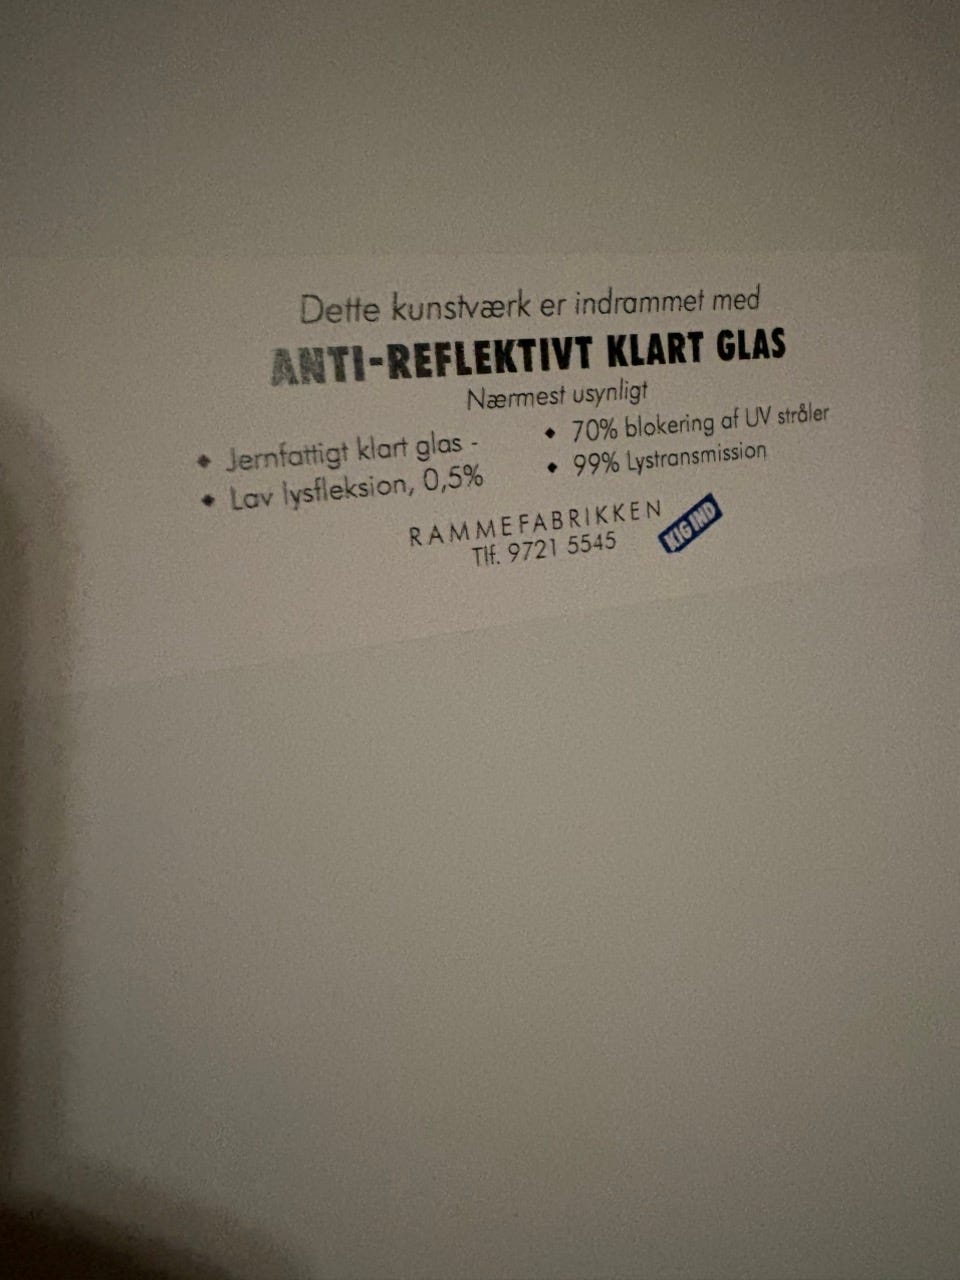 Dette kunstværk er indrammet med
ANTI-REFLEKTIVT KLART GLAS
Nærmest usynligt
◆ Jernfattigt klart glas -
◆ Lav lysfleksion, 0,5%
◆ 70% blokering af UV stråler
◆ 99% Lystransmission
RAMMEFABRIKKEN
Tlf. 9721 5545
KIG IND